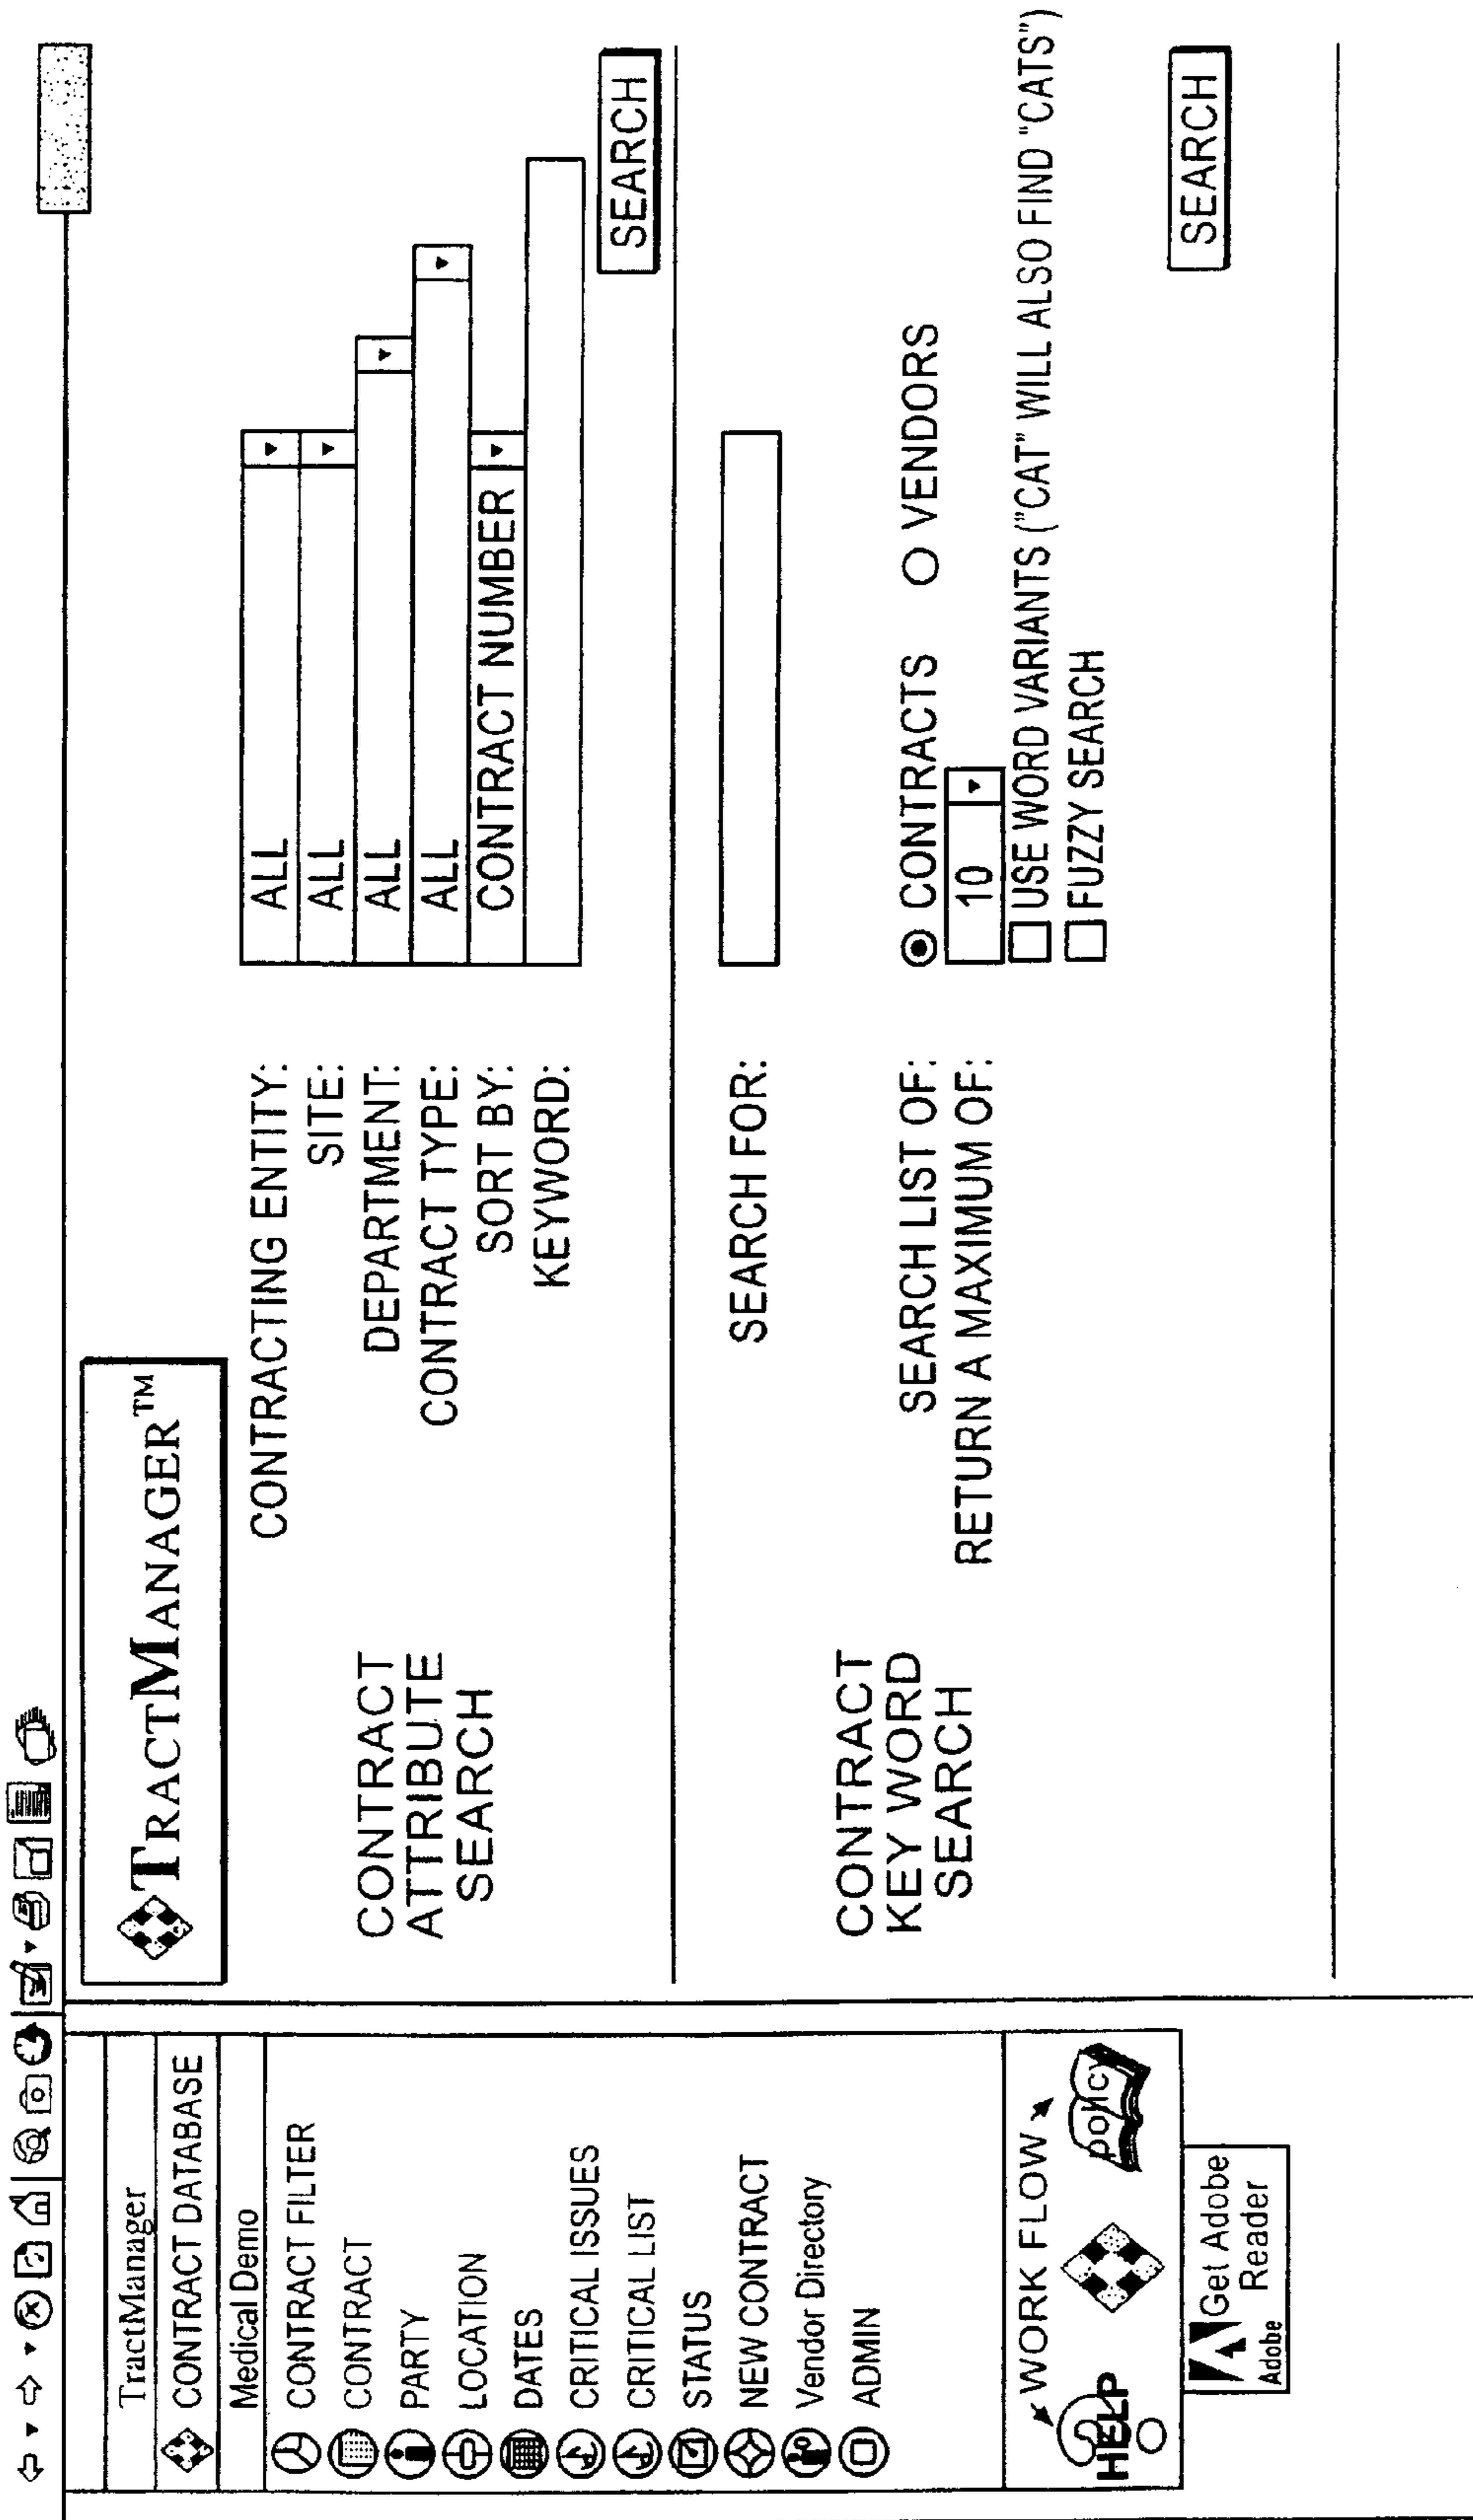 TractManager
CONTRACT DATABASE
Medical Demo
CONTRACT FILTER
CONTRACT
PARTY
LOCATION
DATES
CRITICAL ISSUES
CRITICAL LIST
STATUS
NEW CONTRACT
Vendor Directory
ADMIN
WORK FLOW
HELP
policy
Get Adobe
Reader
Adobe
TRACTMANAGER™
CONTRACT
ATTRIBUTE
SEARCH
CONTRACTING ENTITY: ALL
SITE: ALL
DEPARTMENT: ALL
CONTRACT TYPE: ALL
SORT BY: CONTRACT NUMBER
KEYWORD:
SEARCH
CONTRACT
KEY WORD
SEARCH
SEARCH FOR:
SEARCH LIST OF: CONTRACTS VENDORS
RETURN A MAXIMUM OF: 10
USE WORD VARIANTS ("CAT" WILL ALSO FIND "CATS")
FUZZY SEARCH
SEARCH